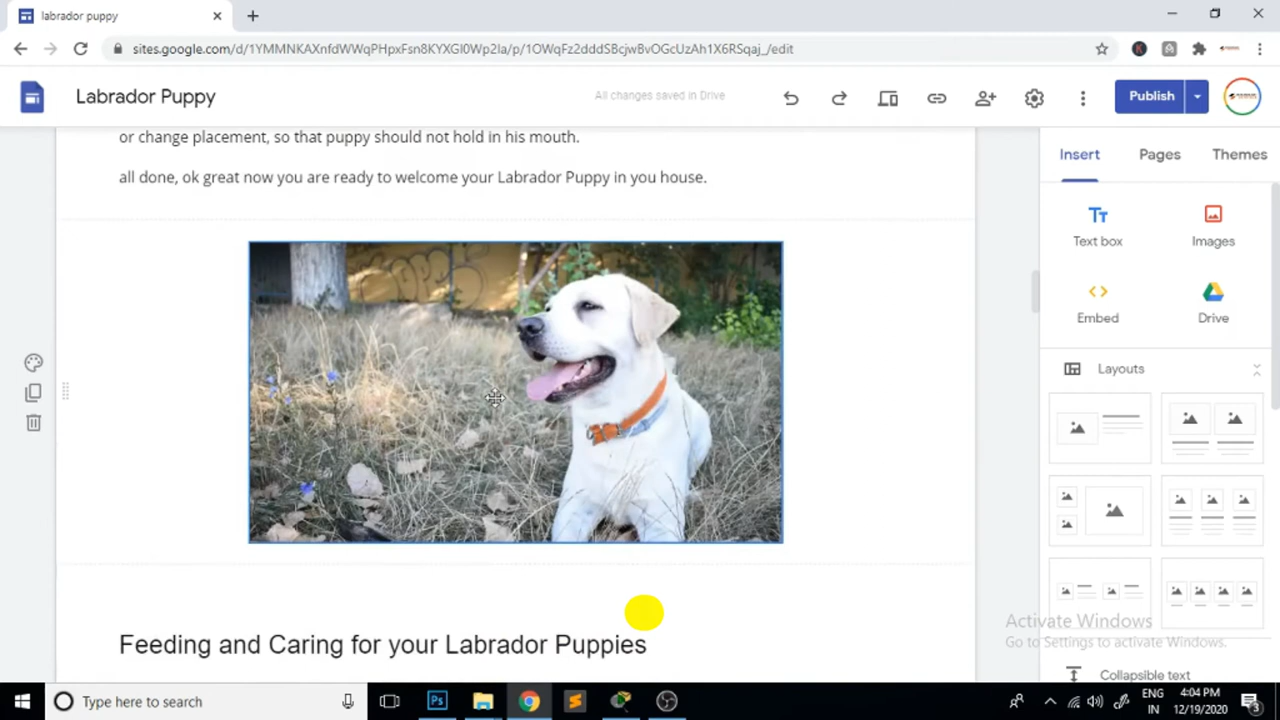 labrador puppy
sites.google.com/d/1YMMNKAXnfdWWqPHpxFsn8KYXGl0Wp2Ia/p/1OWqFz2dddSBcjwBvOGcUzAh1X6RSqaj_/edit
Labrador Puppy
All changes saved in Drive
Publish
or change placement, so that puppy should not hold in his mouth.
all done, ok great now you are ready to welcome your Labrador Puppy in you house.
Insert
Pages
Themes
Text box
Images
Embed
Drive
Layouts
Feeding and Caring for your Labrador Puppies
Activate Windows
Go to Settings to activate Windows.
Collapsible text
Type here to search
Ps
ENG
IN
4:04 PM
12/19/2020
3